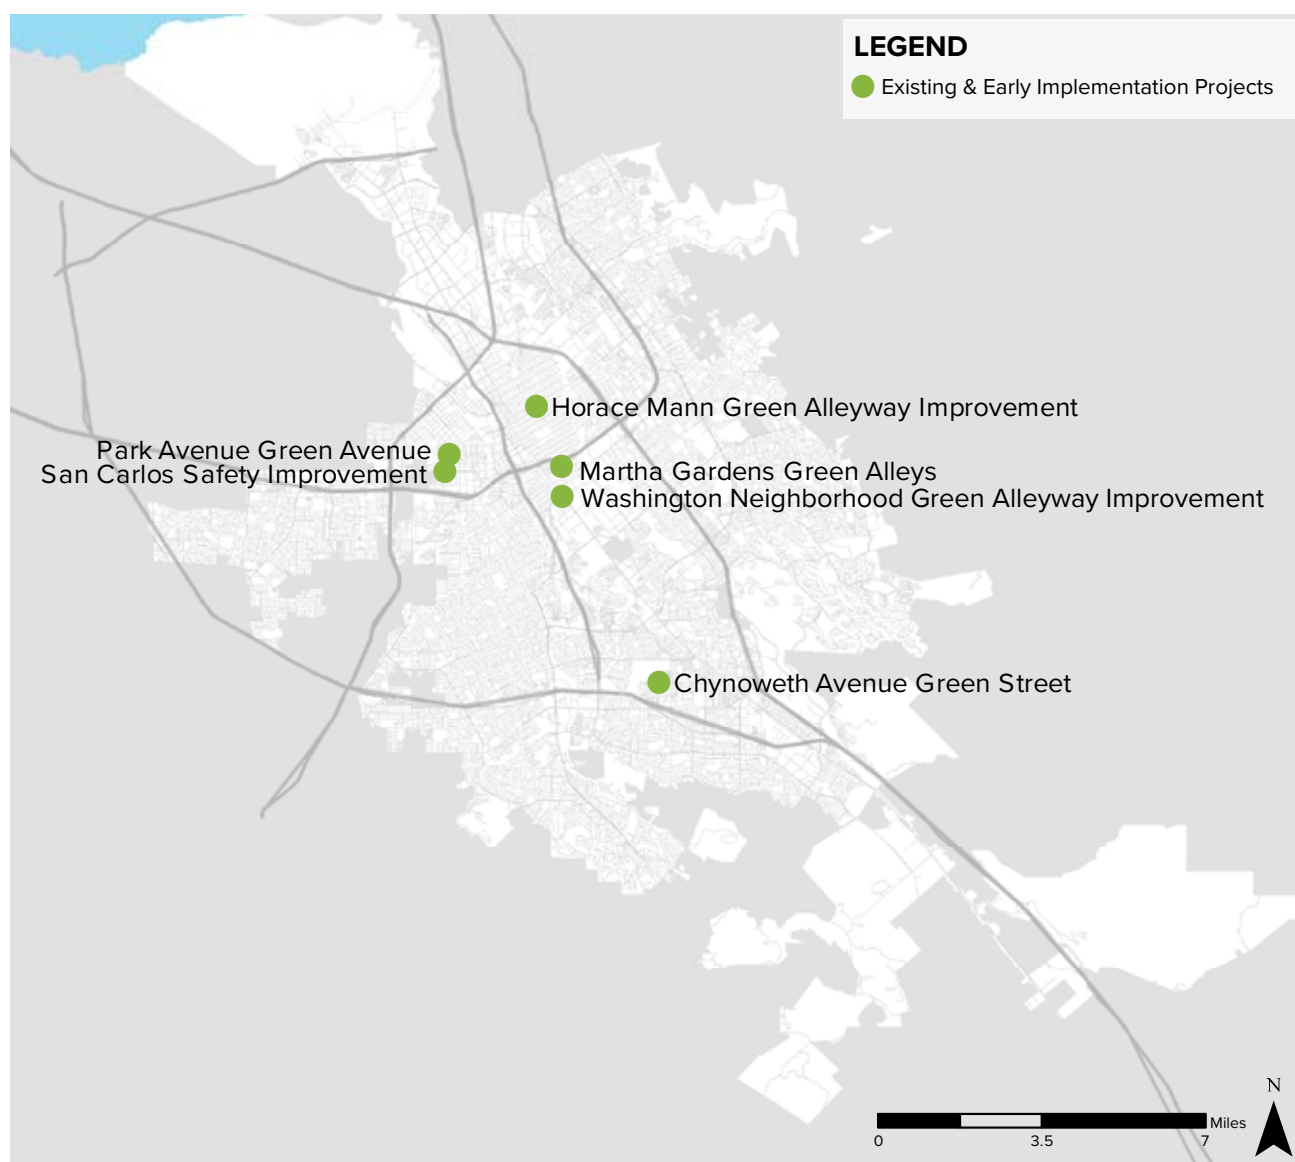 LEGEND
Existing & Early Implementation Projects
Horace Mann Green Alleyway Improvement
Park Avenue Green Avenue
San Carlos Safety Improvement
Martha Gardens Green Alleys
Washington Neighborhood Green Alleyway Improvement
Chynoweth Avenue Green Street
N
Miles
0 3.5 7